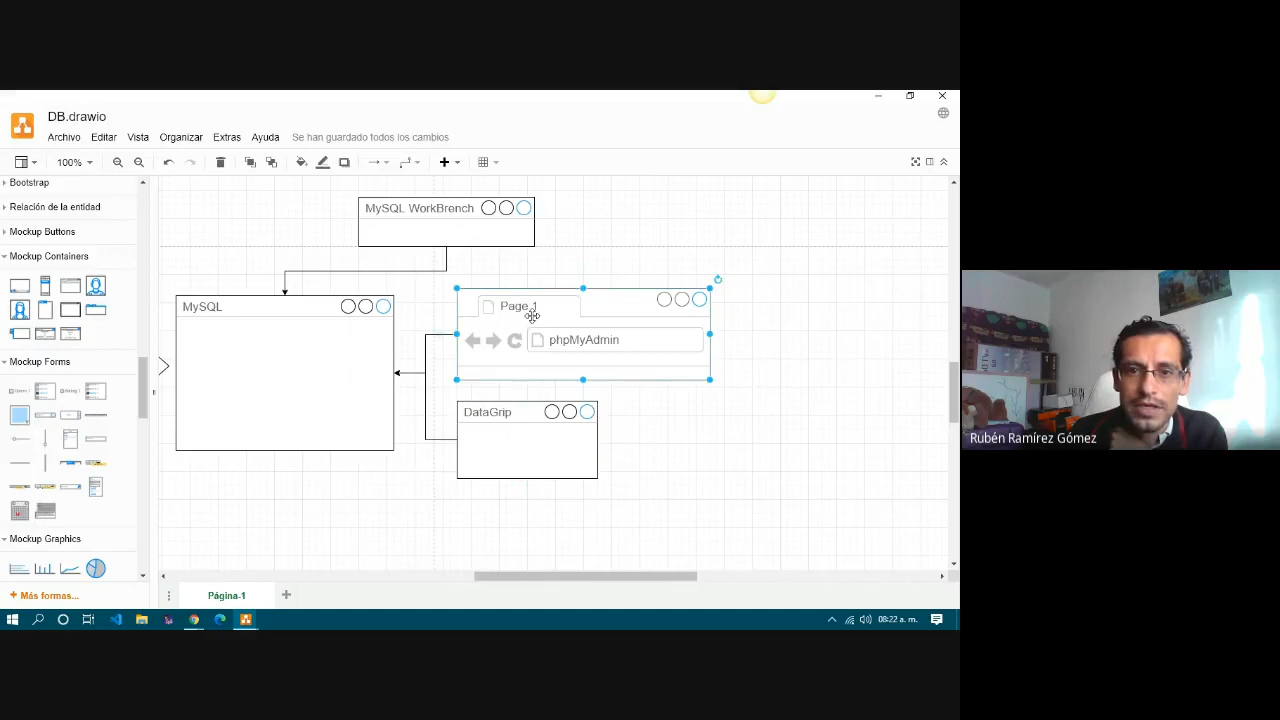 DB.drawio
Archivo Editar Vista Organizar Extras Ayuda Se han guardado todos los cambios
100%
Bootstrap
Relación de la entidad
Mockup Buttons
Mockup Containers
Mockup Forms
Mockup Graphics
+ Más formas...
MySQL WorkBrench
MySQL
Page 1
phpMyAdmin
DataGrip
Página-1
08:22 a. m.
Rubén Ramírez Gómez